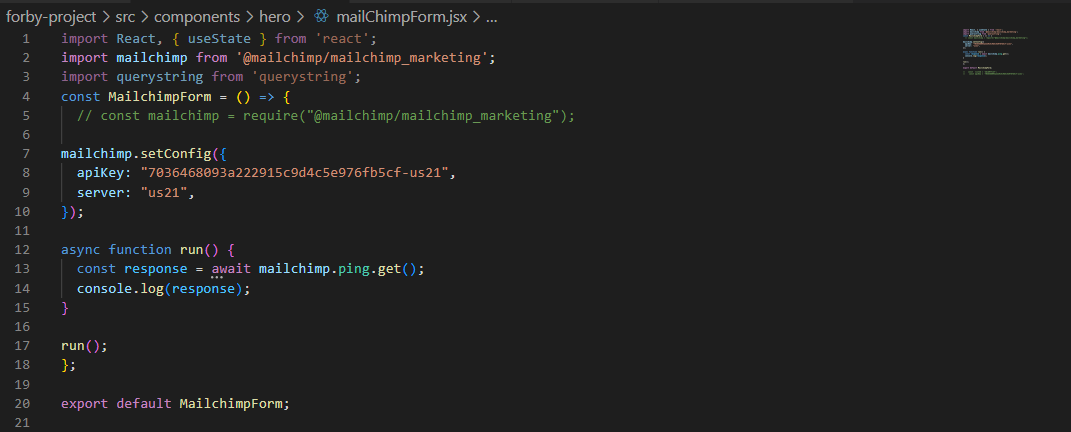 forby-project > src > components > hero > mailChimpForm.jsx > ...
1 import React, { useState } from 'react';
2 import mailchimp from '@mailchimp/mailchimp_marketing';
3 import querystring from 'querystring';
4 const MailchimpForm = () => {
5 // const mailchimp = require("@mailchimp/mailchimp_marketing");
6
7 mailchimp.setConfig({
8 apiKey: "7036468093a222915c9d4c5e976fb5cf-us21",
9 server: "us21",
10 });
11
12 async function run() {
13 const response = await mailchimp.ping.get();
14 console.log(response);
15 }
16
17 run();
18 };
19
20 export default MailchimpForm;
21